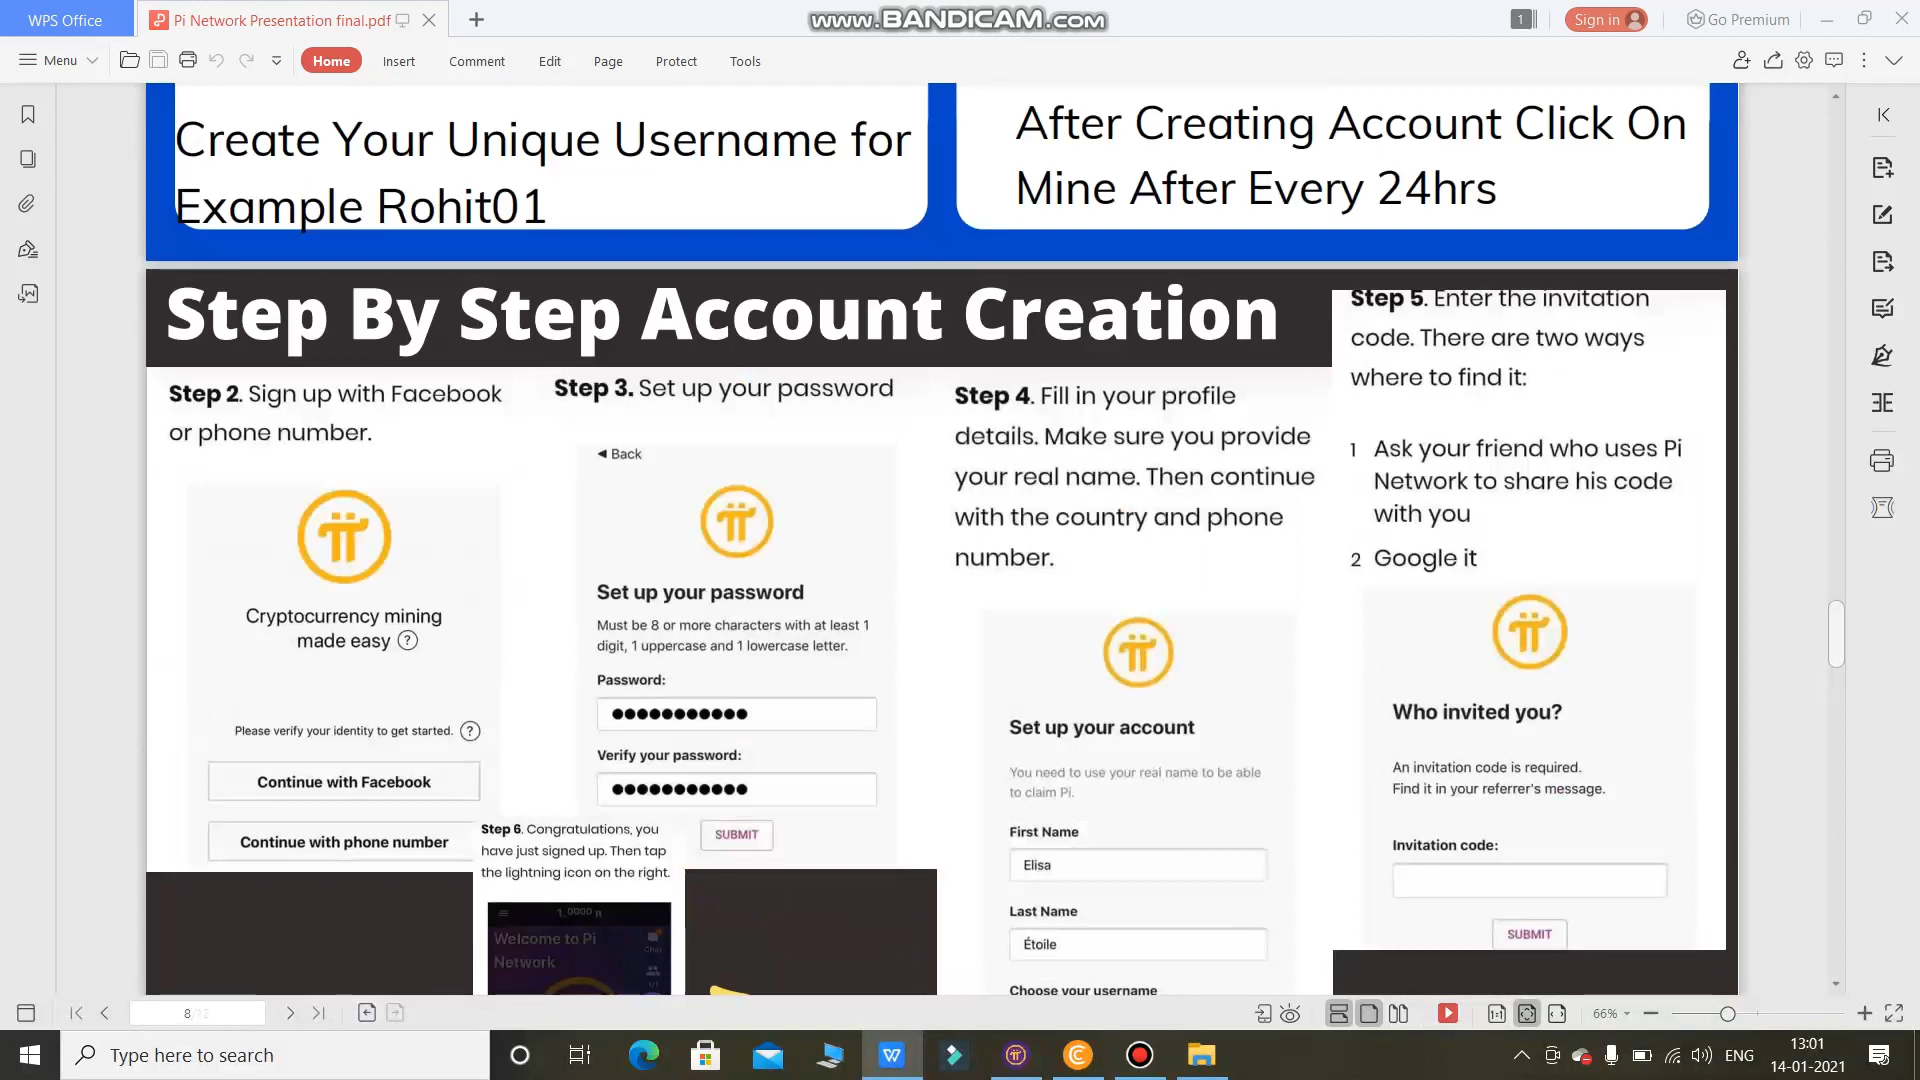 WPS Office
Pi Network Presentation final.pdf
www.BANDICAM.com
1
Sign in
Go Premium
Menu
Home
Insert
Comment
Edit
Page
Protect
Tools
Create Your Unique Username for
Example Rohit01
After Creating Account Click On
Mine After Every 24hrs
Step By Step Account Creation
Step 2. Sign up with Facebook
or phone number.
Cryptocurrency mining
made easy ?
Please verify your identity to get started. ?
Continue with Facebook
Continue with phone number
Step 3. Set up your password
Back
Set up your password
Must be 8 or more characters with at least 1
digit, 1 uppercase and 1 lowercase letter.
Password:
Verify your password:
SUBMIT
Step 6. Congratulations, you
have just signed up. Then tap
the lightning icon on the right.
Welcome to Pi
Network
Chat
Step 4. Fill in your profile
details. Make sure you provide
your real name. Then continue
with the country and phone
number.
Set up your account
You need to use your real name to be able
to claim Pi.
First Name
Elisa
Last Name
Étoile
Choose your username
Step 5. Enter the invitation
code. There are two ways
where to find it:
1 Ask your friend who uses Pi
Network to share his code
with you
2 Google it
Who invited you?
An invitation code is required.
Find it in your referrer's message.
Invitation code:
SUBMIT
8/12
66%
Type here to search
ENG
13:01
14-01-2021